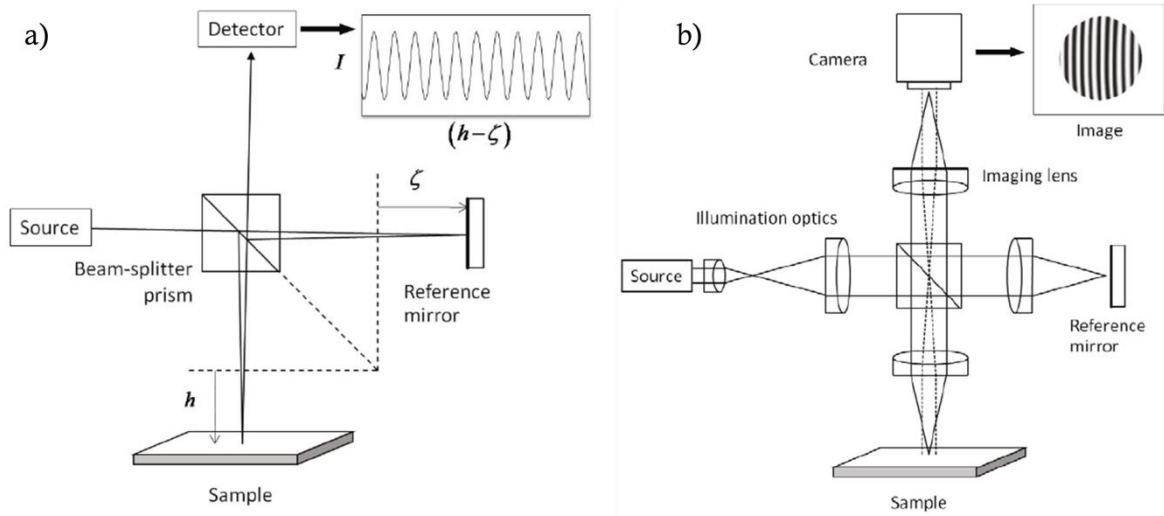 a)
Detector
I
(h−ζ)
ζ
Source
Beam-splitter
prism
Reference
mirror
h
Sample
b)
Camera
Image
Imaging lens
Illumination optics
Source
Reference
mirror
Sample